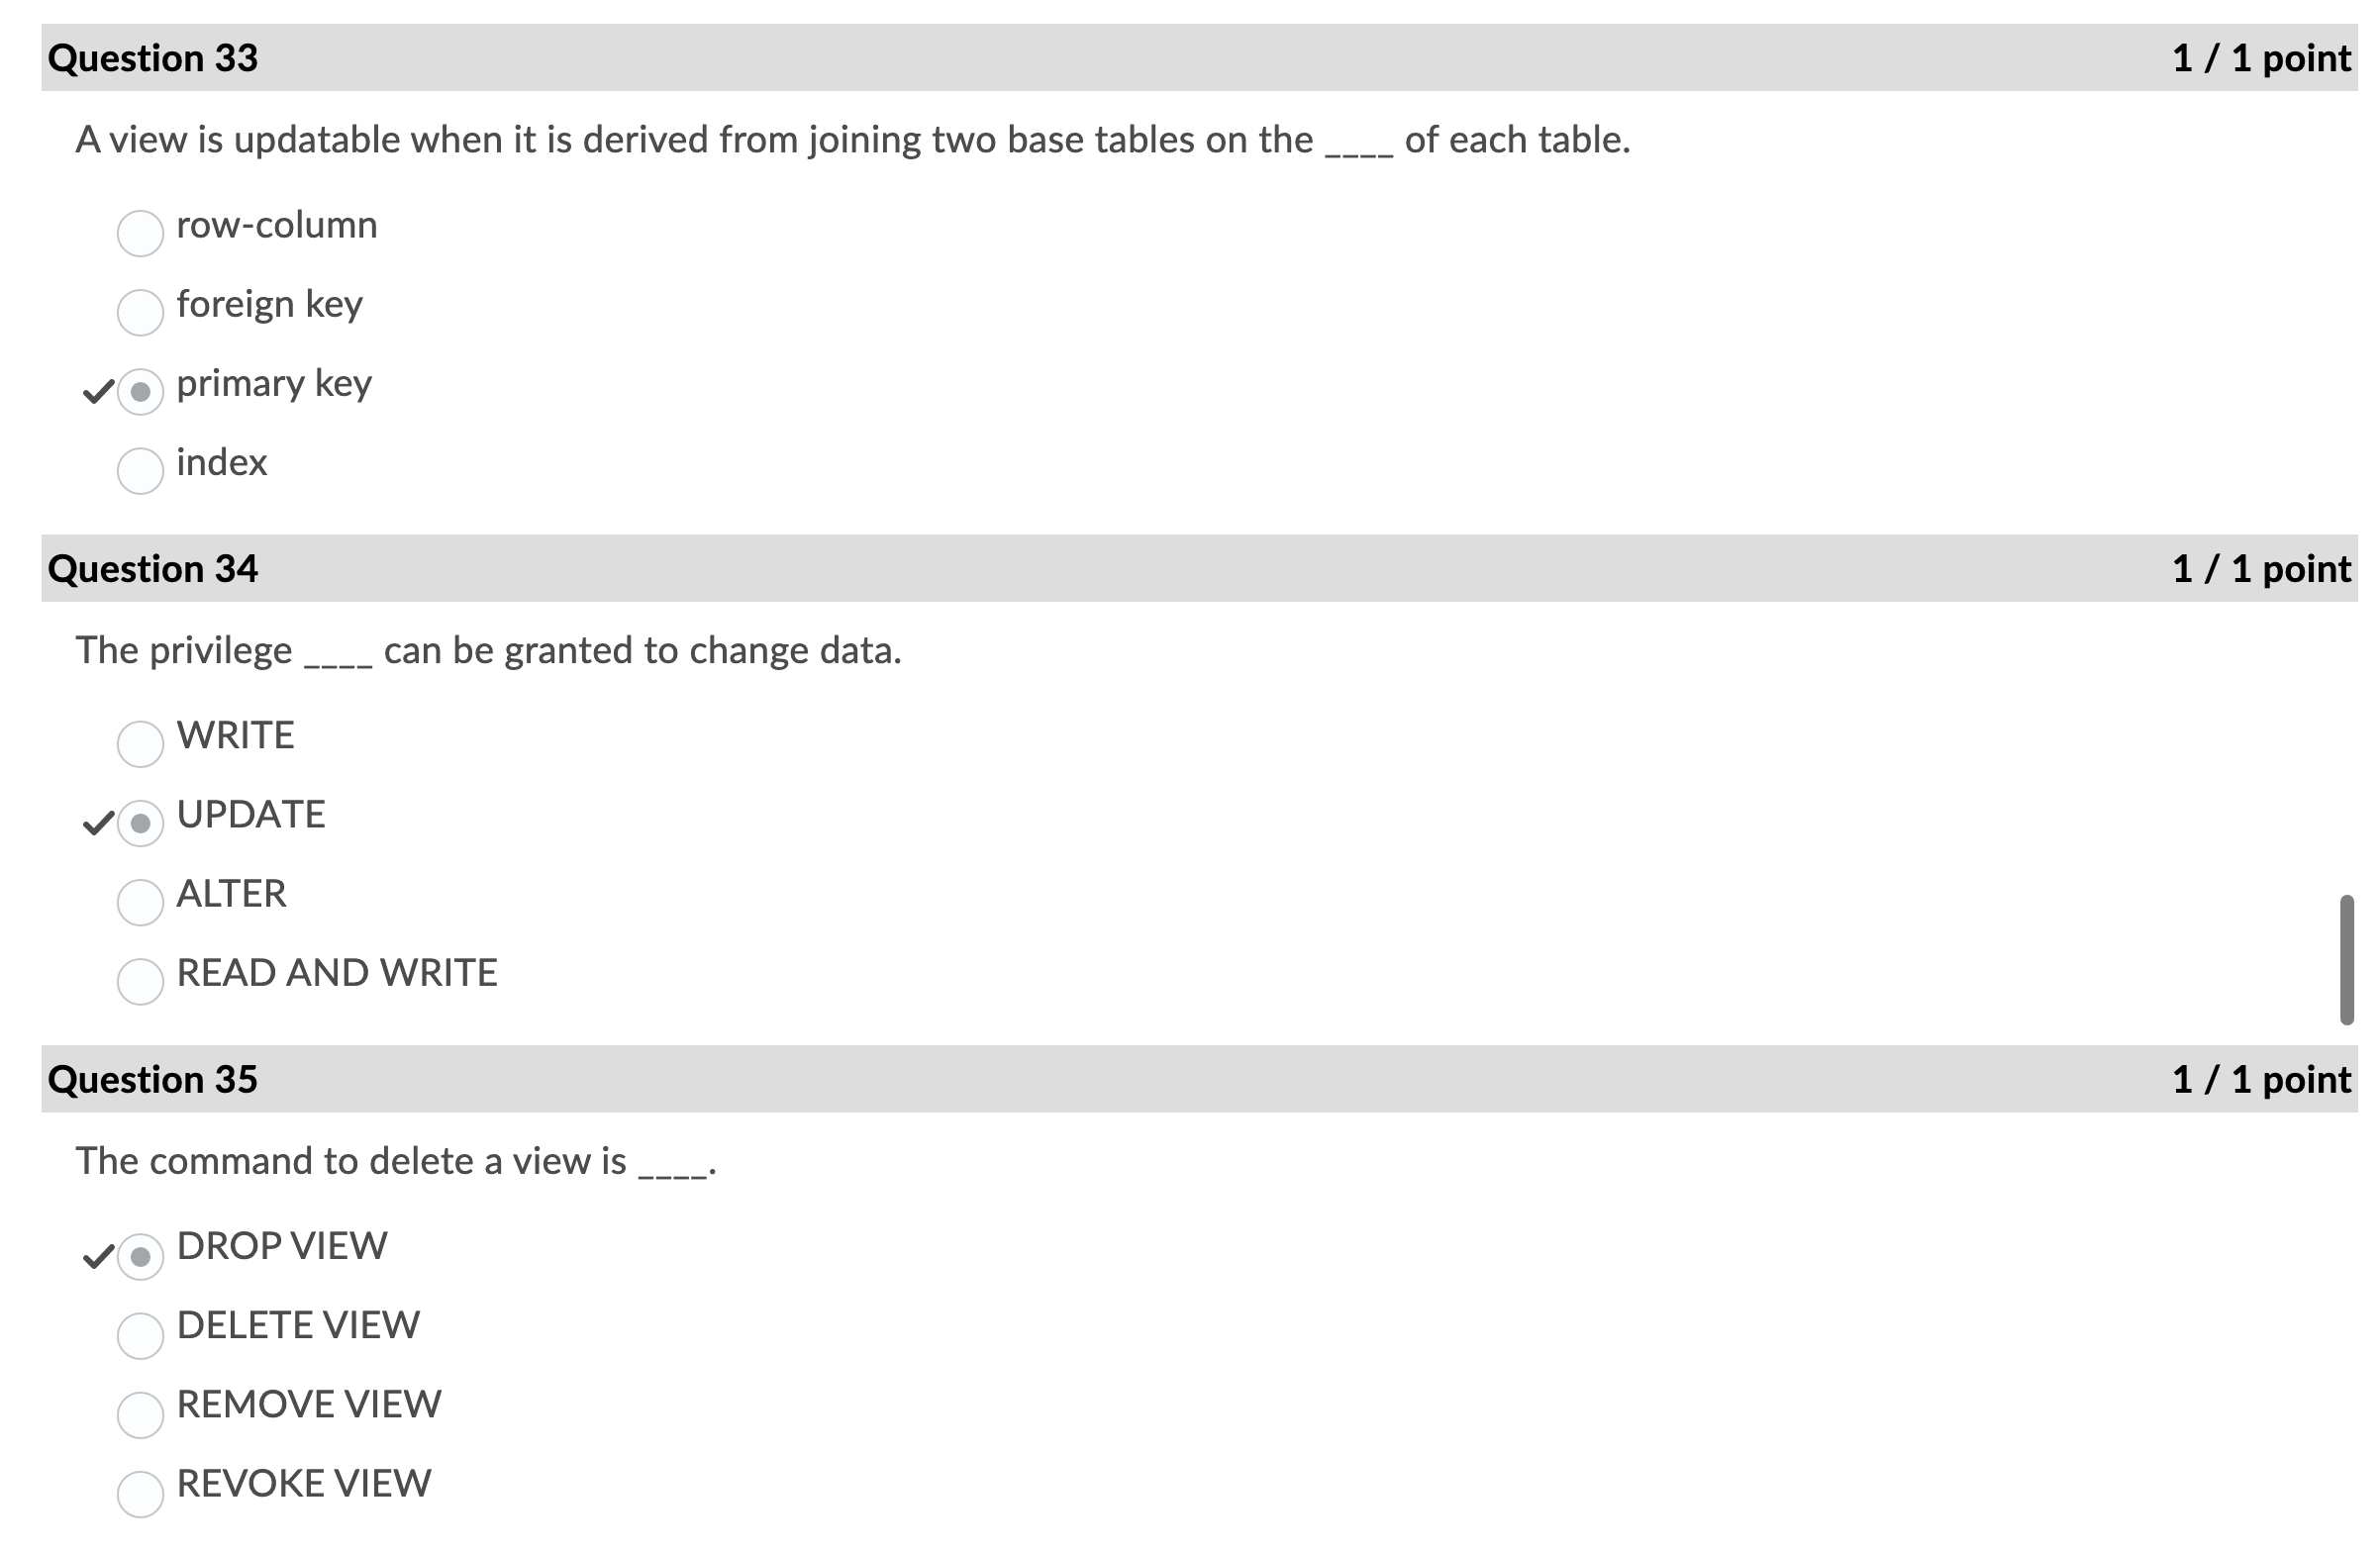 Question 33 1 / 1 point
A view is updatable when it is derived from joining two base tables on the ____ of each table.
row-column
foreign key
primary key
index
Question 34 1 / 1 point
The privilege ____ can be granted to change data.
WRITE
UPDATE
ALTER
READ AND WRITE
Question 35 1 / 1 point
The command to delete a view is ____.
DROP VIEW
DELETE VIEW
REMOVE VIEW
REVOKE VIEW